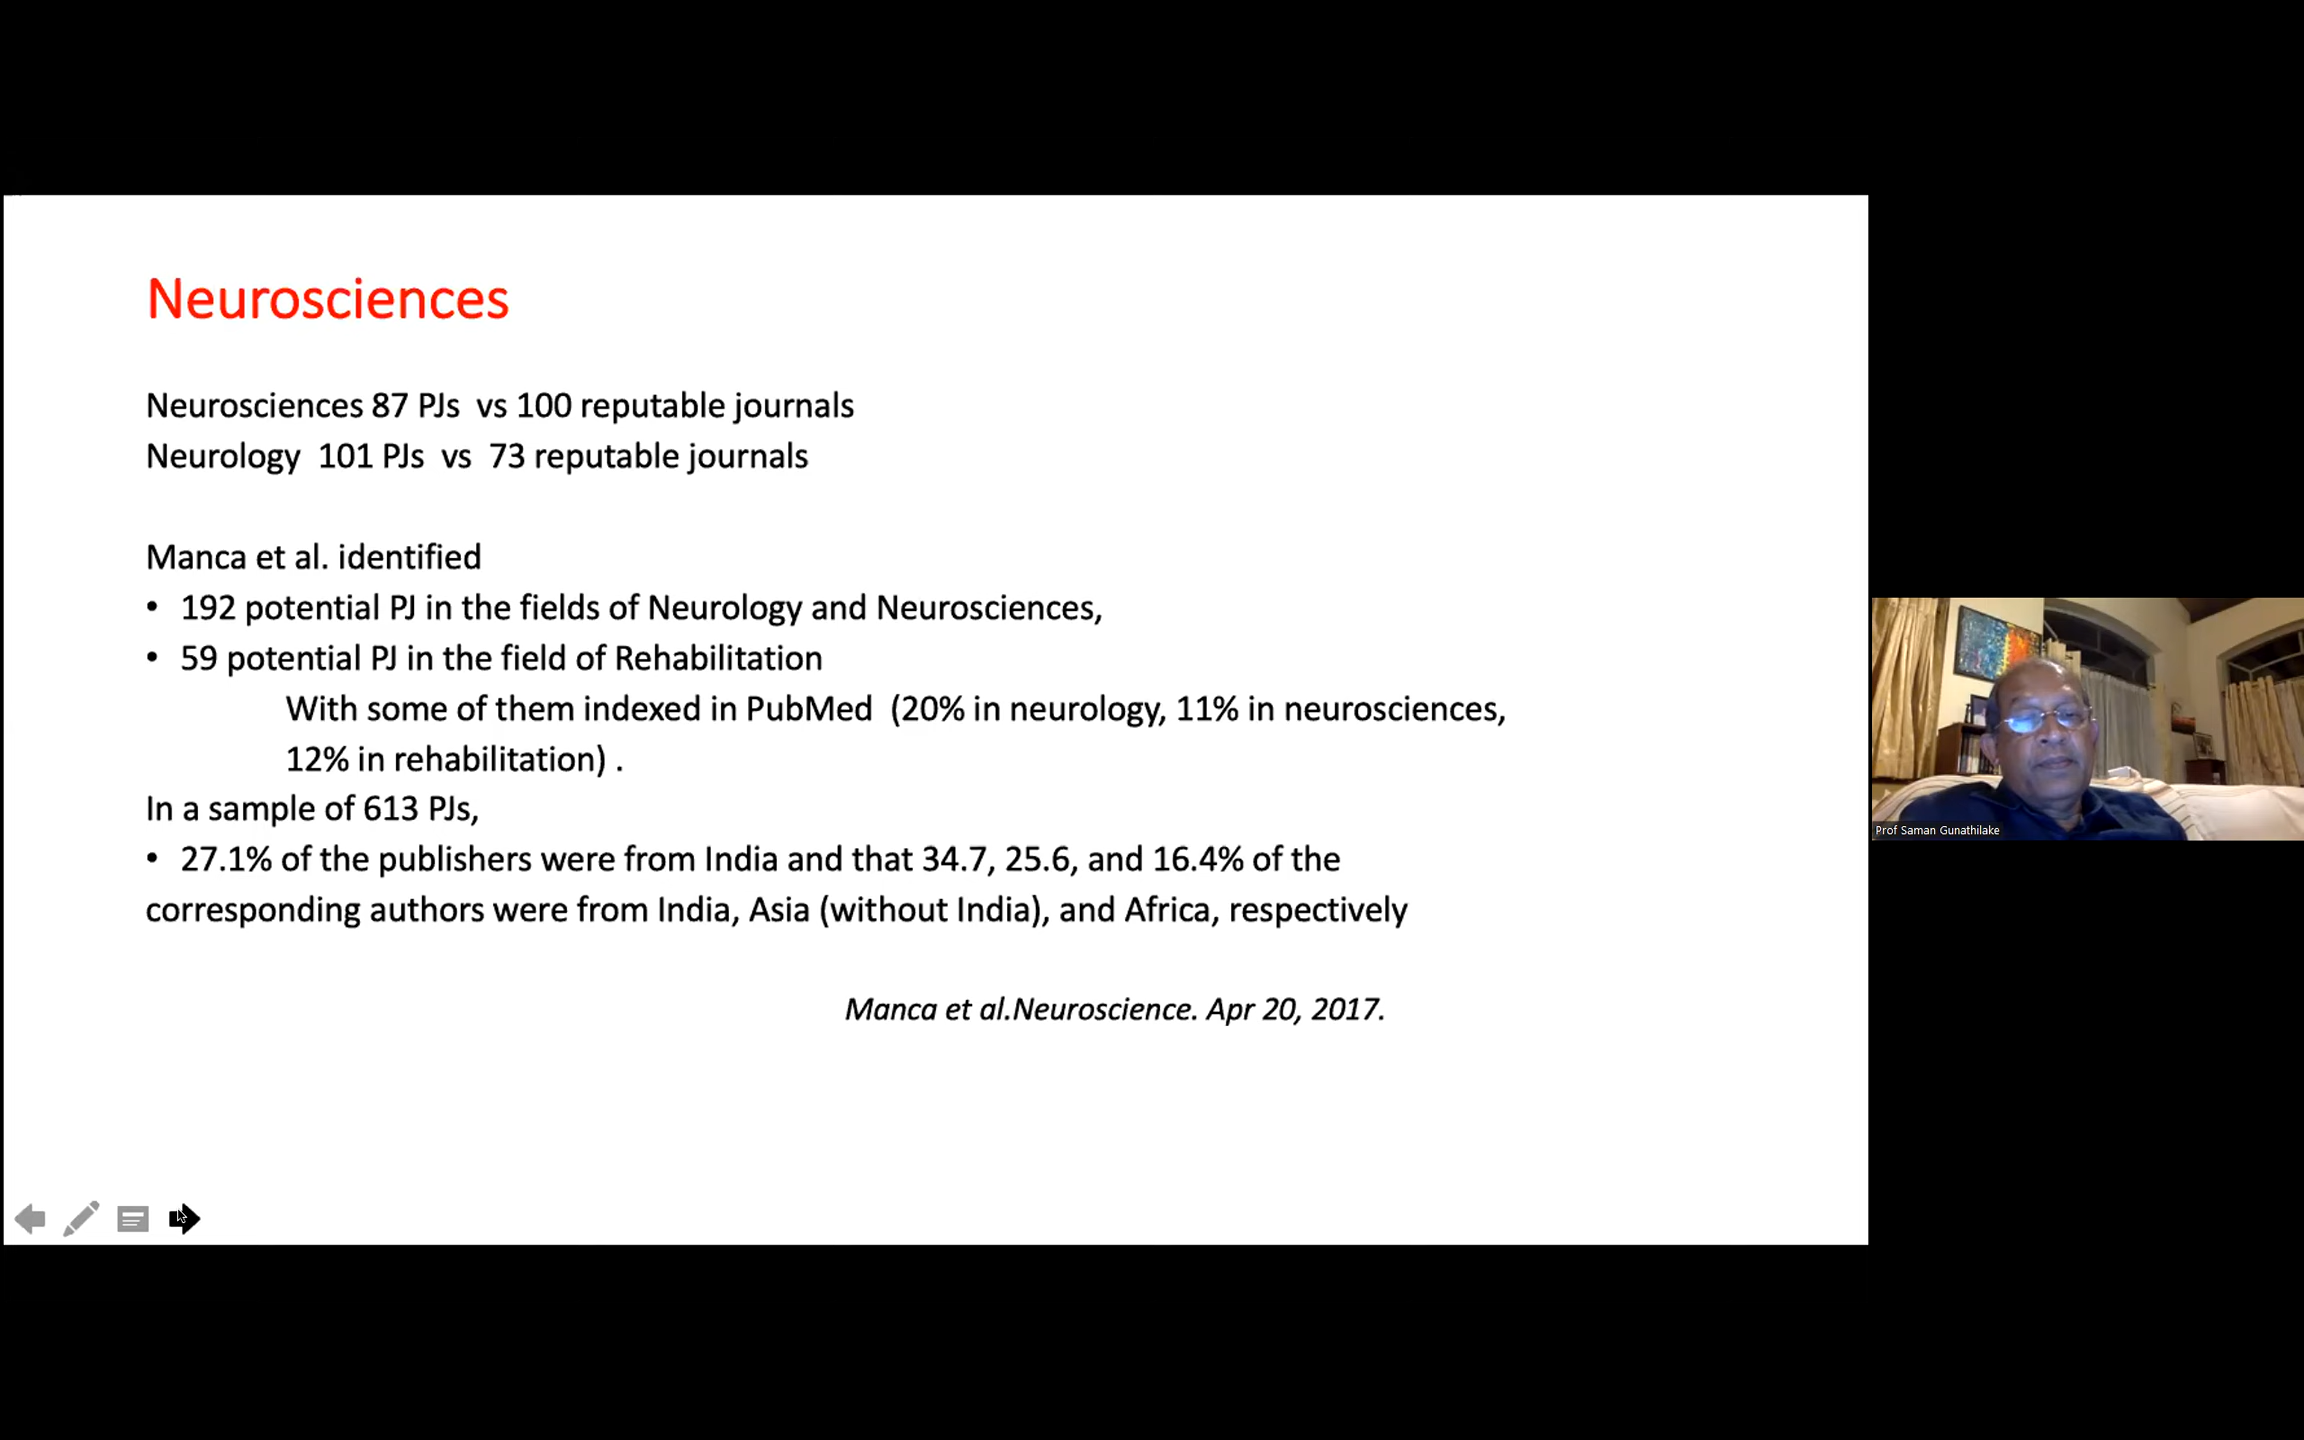 Neurosciences
Neurosciences 87 PJs vs 100 reputable journals
Neurology 101 PJs vs 73 reputable journals
Manca et al. identified
• 192 potential PJ in the fields of Neurology and Neurosciences,
• 59 potential PJ in the field of Rehabilitation
With some of them indexed in PubMed (20% in neurology, 11% in neurosciences,
12% in rehabilitation) .
In a sample of 613 PJs,
• 27.1% of the publishers were from India and that 34.7, 25.6, and 16.4% of the
corresponding authors were from India, Asia (without India), and Africa, respectively
Manca et al.Neuroscience. Apr 20, 2017.
Prof Saman Gunathilake